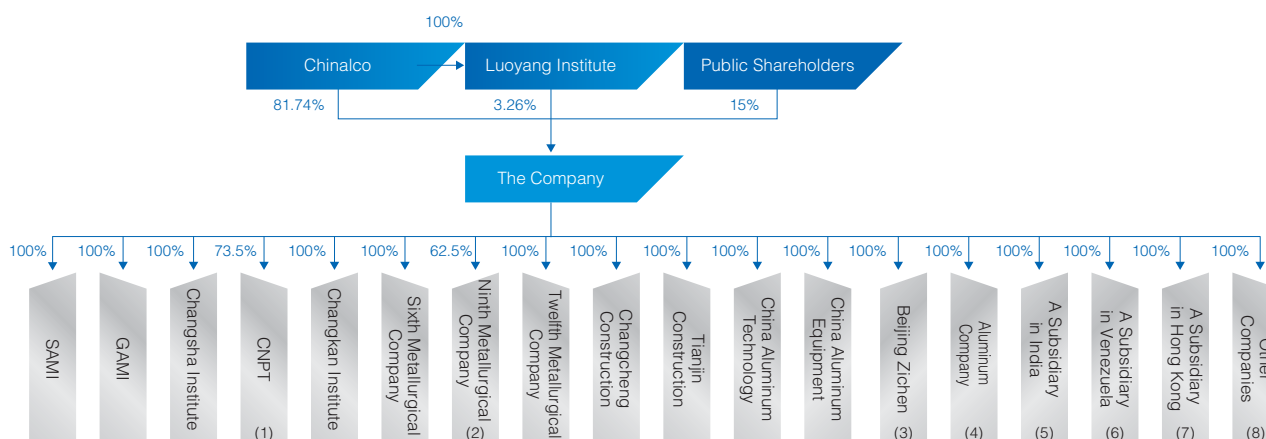 100%
Chinalco
Luoyang Institute
Public Shareholders
81.74%
3.26%
15%
The Company
100%
100%
100%
73.5%
100%
100%
62.5%
100%
100%
100%
100%
100%
100%
100%
100%
100%
100%
100%
SAMI
GAMI
Changsha Institute
CNPT
(1)
Changkan Institute
Sixth Metallurgical
Company
Ninth Metallurgical
Company
(2)
Twelfth Metallurgical
Company
Changcheng
Construction
Tianjin
Construction
China Aluminum
Technology
China Aluminum
Equipment
Beijing Zichen
(3)
Aluminum
Company
(4)
A Subsidiary
in India
(5)
A Subsidiary
in Venezuela
(6)
A Subsidiary
in Hong Kong
(7)
Other
Companies
(8)